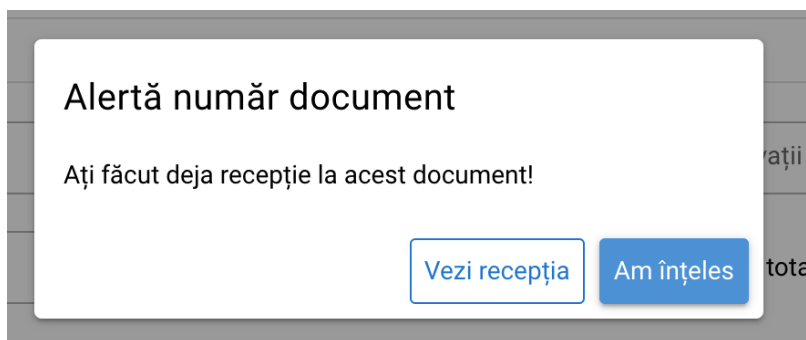 Alertă număr document
Ați făcut deja recepție la acest document!
Vezi recepția
Am înțeles